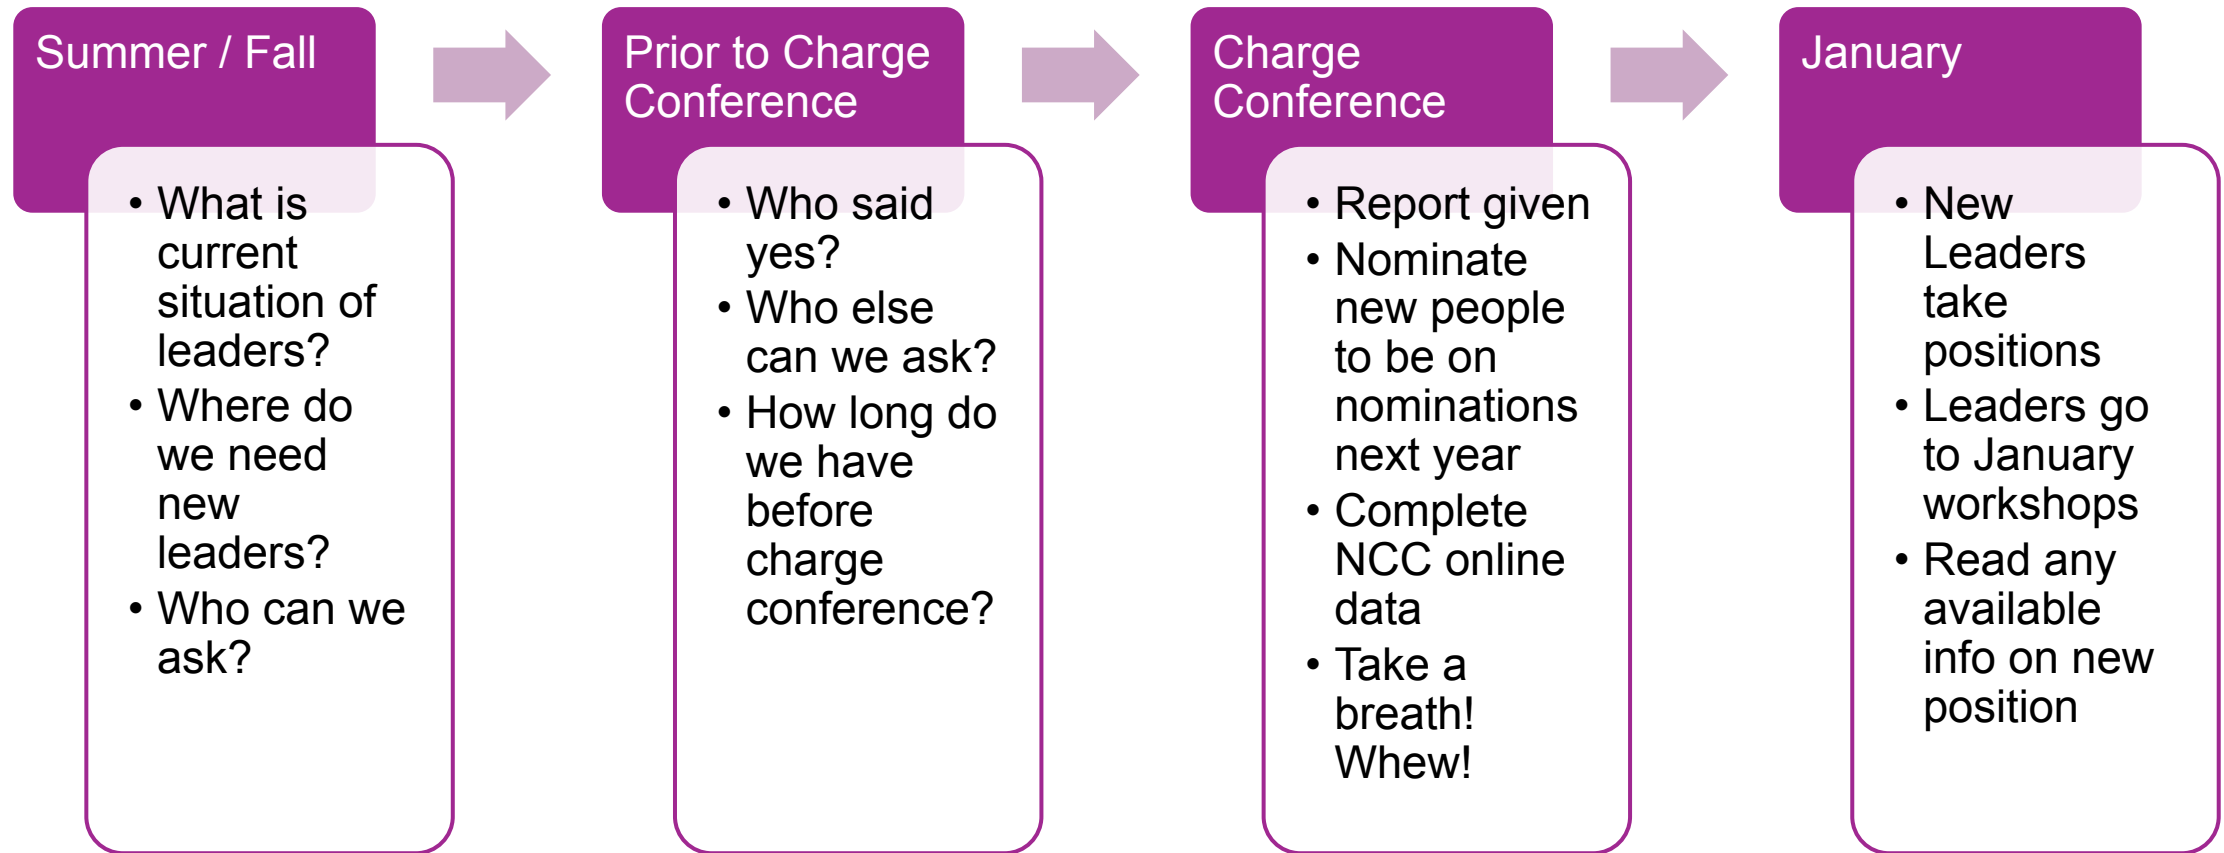 Summer / Fall
• What is
current
situation of
leaders?
• Where do
we need
new
leaders?
• Who can we
ask?
Prior to Charge
Conference
• Who said
yes?
• Who else
can we ask?
• How long do
we have
before
charge
conference?
Charge
Conference
• Report given
• Nominate
new people
to be on
nominations
next year
• Complete
NCC online
data
• Take a
breath!
Whew!
January
• New
Leaders
take
positions
• Leaders go
to January
workshops
• Read any
available
info on new
position